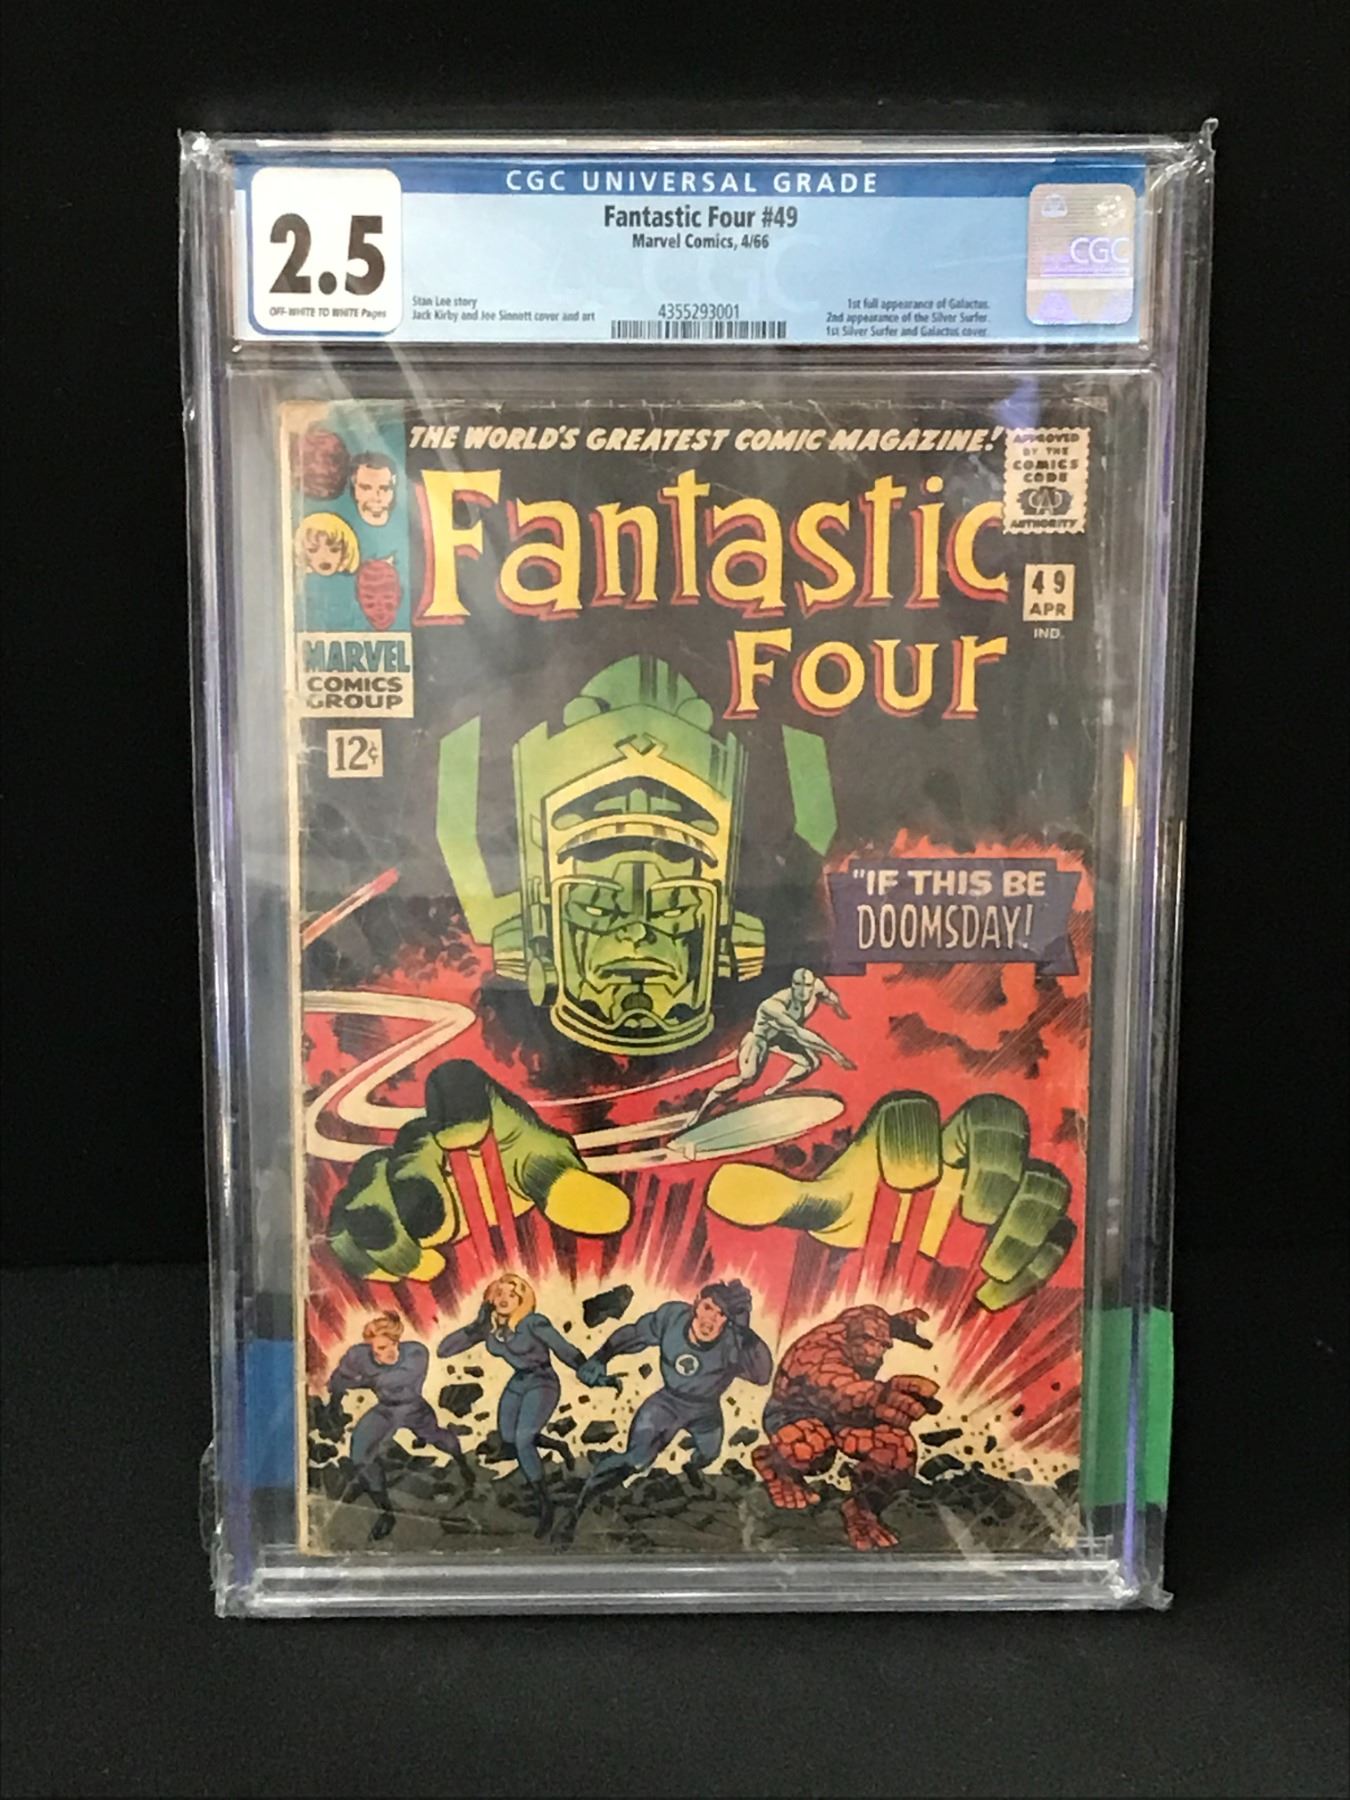 CGC UNIVERSAL GRADE
2.5
OFF-WHITE TO WHITE Pages
Fantastic Four #49
Marvel Comics, 4/66
Stan Lee story
Jack Kirby and Joe Sinnott cover and art
4355293001
1st full appearance of Galactus.
2nd appearance of the Silver Surfer.
1st Silver Surfer and Galactus cover.
CGC
THE WORLD'S GREATEST COMIC MAGAZINE!
APPROVED
BY THE
COMICS
CODE
AUTHORITY
Fantastic
Four
49
APR
IND.
MARVEL
COMICS
GROUP
12¢
"IF THIS BE
DOOMSDAY!